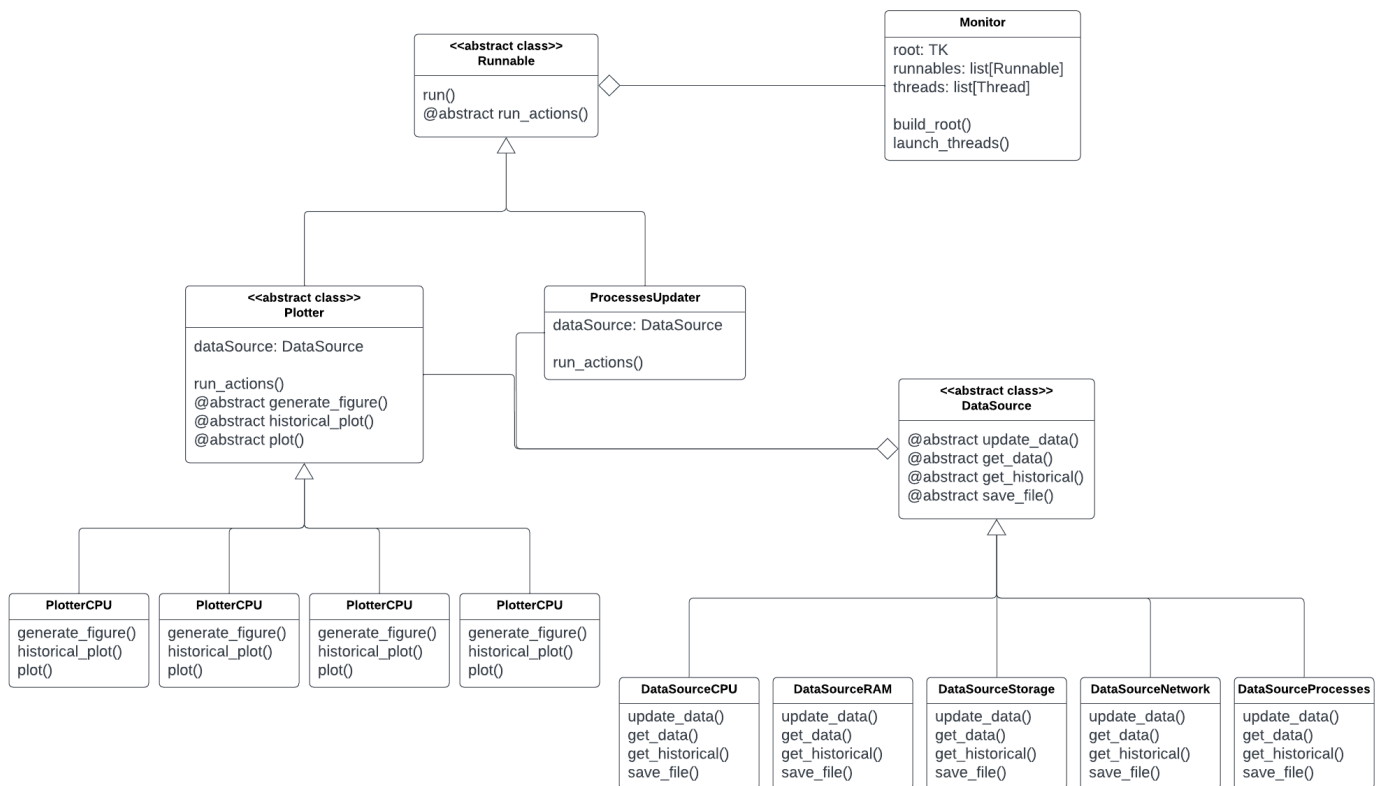 <<abstract class>>
Runnable
run()
@abstract run_actions()
Monitor
root: TK
runnables: list[Runnable]
threads: list[Thread]
build_root()
launch_threads()
<<abstract class>>
Plotter
dataSource: DataSource
run_actions()
@abstract generate_figure()
@abstract historical_plot()
@abstract plot()
ProcessesUpdater
dataSource: DataSource
run_actions()
<<abstract class>>
DataSource
@abstract update_data()
@abstract get_data()
@abstract get_historical()
@abstract save_file()
PlotterCPU
generate_figure()
historical_plot()
plot()
PlotterCPU
generate_figure()
historical_plot()
plot()
PlotterCPU
generate_figure()
historical_plot()
plot()
PlotterCPU
generate_figure()
historical_plot()
plot()
DataSourceCPU
update_data()
get_data()
get_historical()
save_file()
DataSourceRAM
update_data()
get_data()
get_historical()
save_file()
DataSourceStorage
update_data()
get_data()
get_historical()
save_file()
DataSourceNetwork
update_data()
get_data()
get_historical()
save_file()
DataSourceProcesses
update_data()
get_data()
get_historical()
save_file()